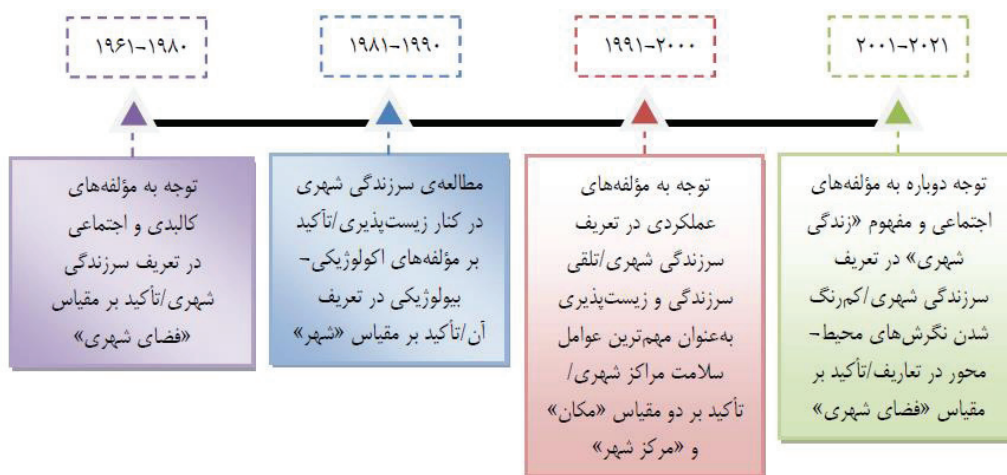 ۱۹۶۱-۱۹۸۰
۱۹۸۱-۱۹۹۰
۱۹۹۱-۲۰۰۰
۲۰۰۱-۲۰۲۱
توجه به مؤلفه‌های
کالبدی و اجتماعی
در تعریف سرزندگی
شهری/تأکید بر مقیاس
«فضای شهری»
مطالعه‌ی سرزندگی شهری
در کنار زیست‌پذیری/تأکید
بر مؤلفه‌های اکولوژیکی-
بیولوژیکی در تعریف
آن/تأکید بر مقیاس «شهر»
توجه به مؤلفه‌های
عملکردی در تعریف
سرزندگی شهری/تلقی
سرزندگی و زیست‌پذیری
به‌عنوان مهم‌ترین عوامل
سلامت مراکز شهری/
تأکید بر دو مقیاس «مکان»
و «مرکز شهر»
توجه دوباره به مؤلفه‌های
اجتماعی و مفهوم «زندگی
شهری» در تعریف
سرزندگی شهری/کم‌رنگ
شدن نگرش‌های محیط-
محور در تعاریف/تأکید بر
مقیاس «فضای شهری»